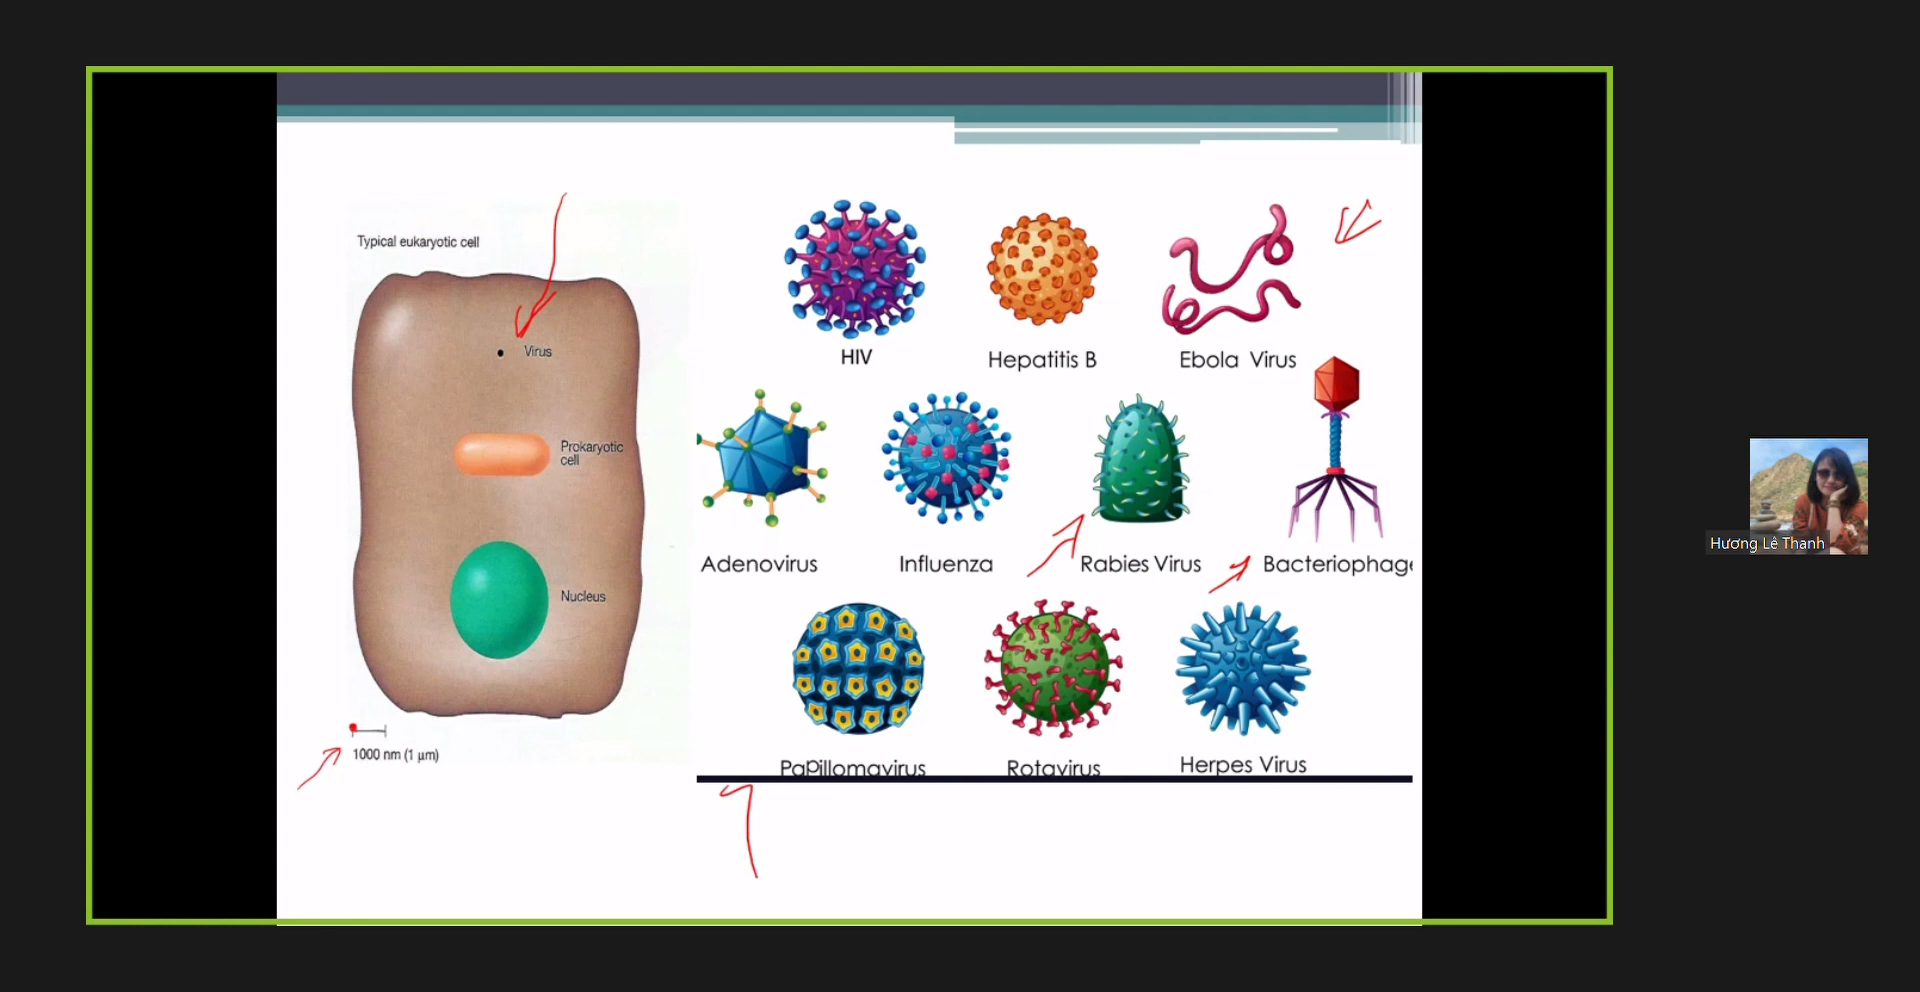 Typical eukaryotic cell
Virus
Prokaryotic
cell
Nucleus
1000 nm (1 µm)
HIV
Hepatitis B
Ebola Virus
Adenovirus
Influenza
Rabies Virus
Bacteriophage
Papillomavirus
Rotavirus
Herpes Virus
Hương Lê Thanh